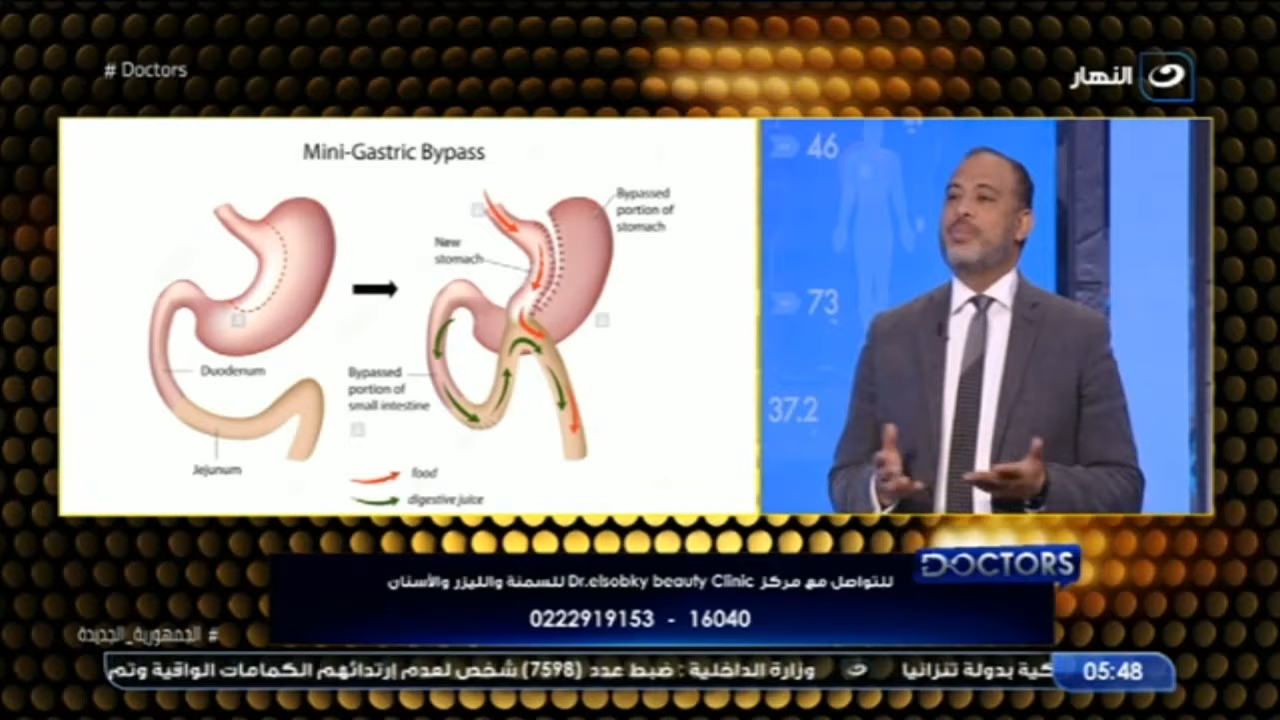 # Doctors
النهار
Mini-Gastric Bypass
Bypassed
portion of
stomach
New
stomach
Duodenum
Bypassed
portion of
small intestine
Jejunum
food
digestive juice
46
73
37.2
DOCTORS
للتواصل مع مركز Dr.elsobky beauty Clinic للسمنة والليزر والأسنان
0222919153 - 16040
# الجمهورية_الجديدة
كية بدولة تنزانيا وزارة الداخلية : ضبط عدد (7598) شخص لعدم إرتدائهم الكمامات الواقية وتم
05:48